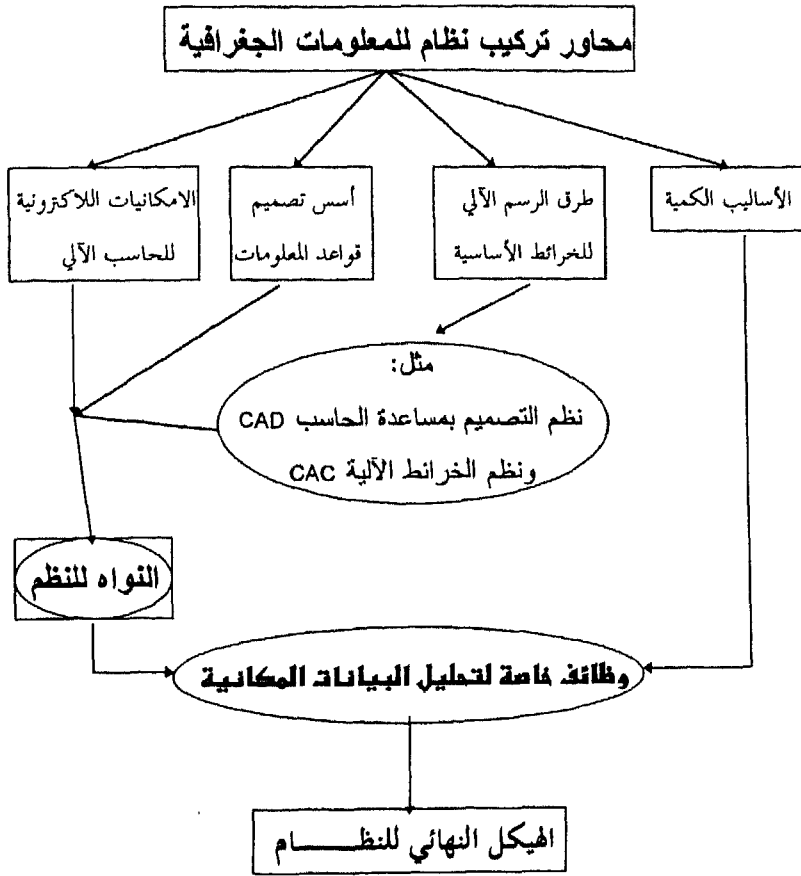 محاور تركيب نظام للمعلومات الجغرافية
الأساليب الكمية
طرق الرسم الآلي
للخرائط الأساسية
أسس تصميم
قواعد المعلومات
الامكانيات اللاكترونية
للحاسب الآلي
مثل:
نظم التصميم بمساعدة الحاسب CAD
ونظم الخرائط الآلية CAC
النواه للنظم
وظائف خاصة لتحليل البيانات المكانية
الهيكل النهائي للنظـــــام